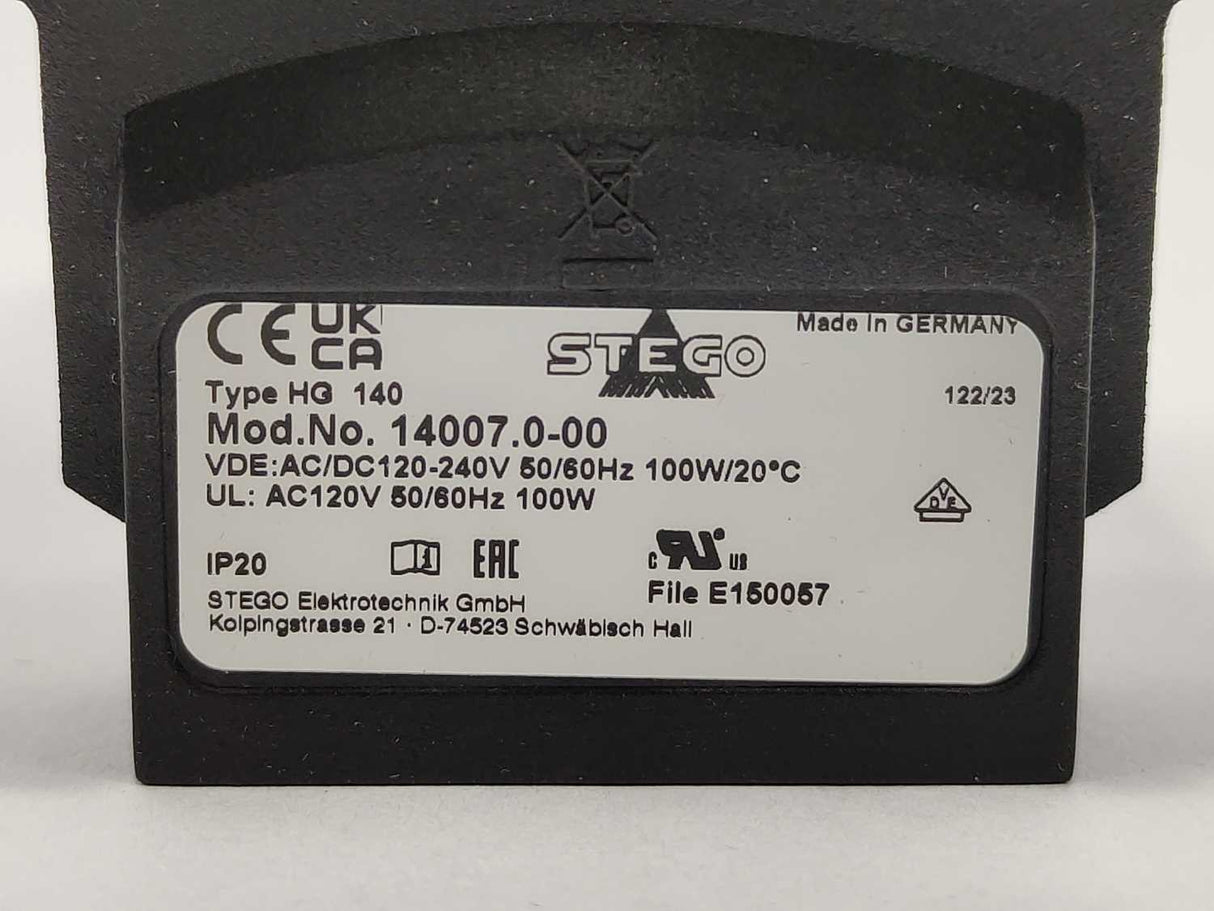 CE UK CA
STEGO
Made in GERMANY
Type HG 140
122/23
Mod.No. 14007.0-00
VDE:AC/DC120-240V 50/60Hz 100W/20°C
UL: AC120V 50/60Hz 100W
VDE
IP20
i
EAC
c UR US
File E150057
STEGO Elektrotechnik GmbH
Kolpingstrasse 21 · D-74523 Schwäbisch Hall